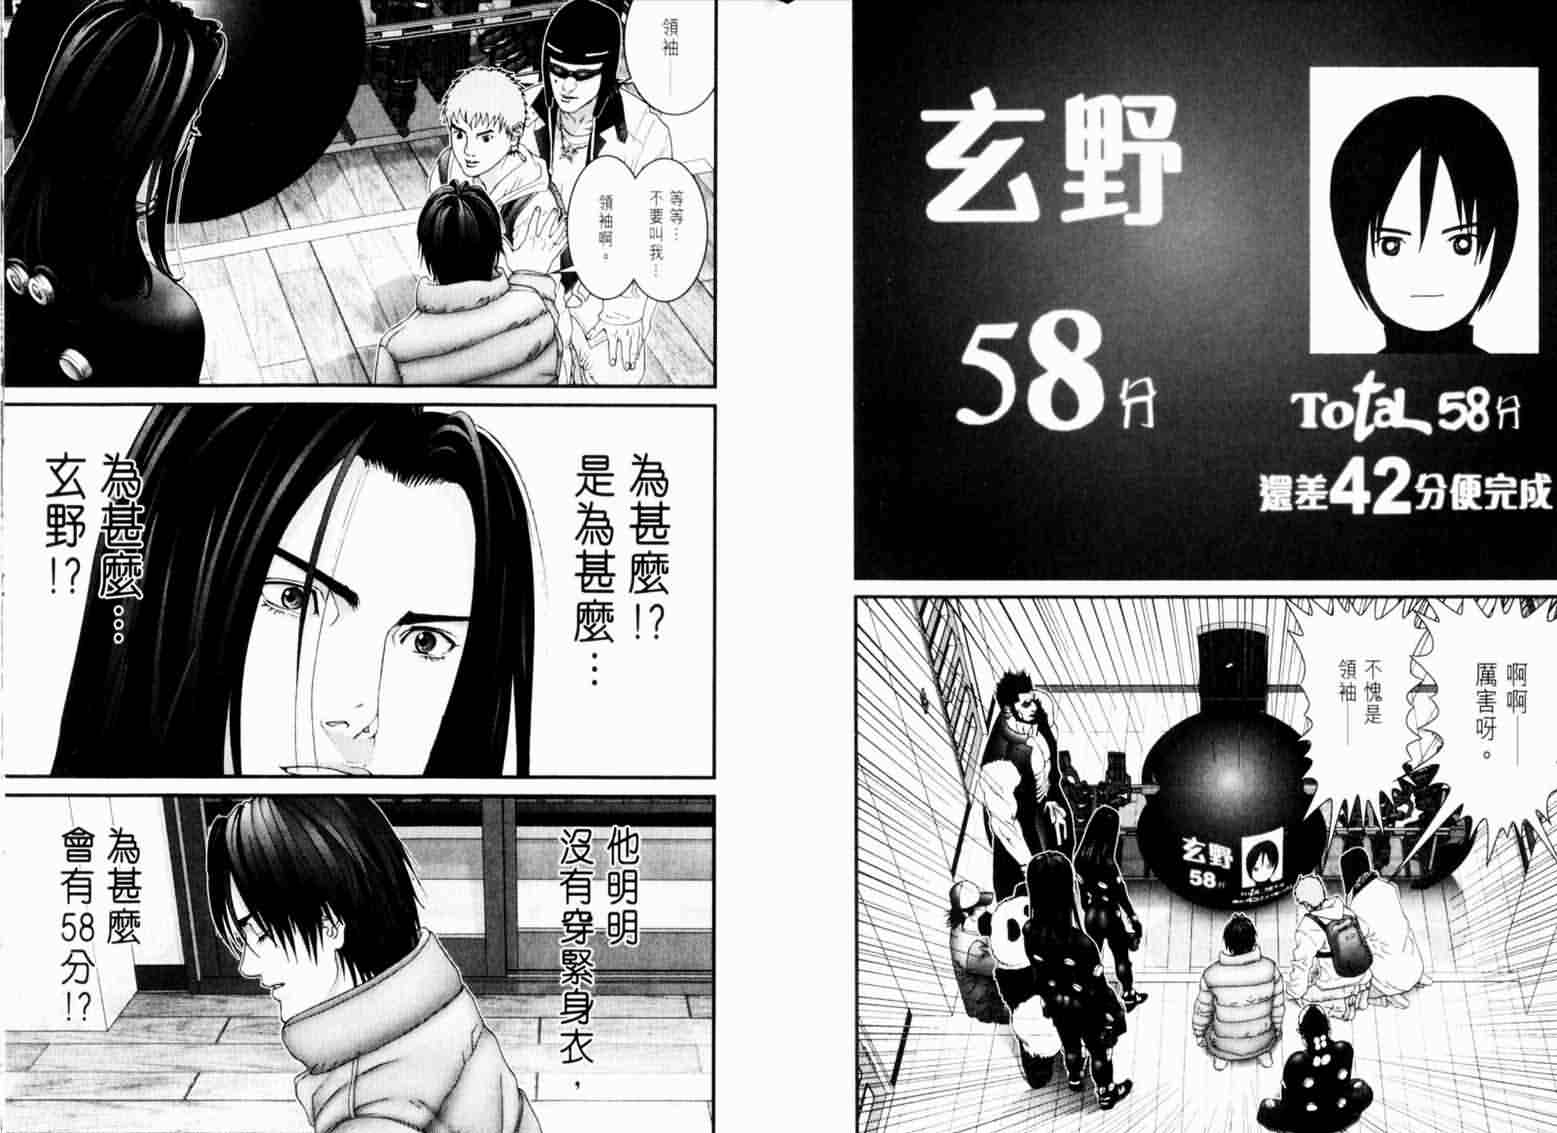 玄野
58分
Total 58分
還差42分便完成
啊啊——
厲害呀。
不愧是
領袖——
玄野
58分
領袖——
等等…
不要叫我…
領袖啊。
為甚麼!?
是為甚麼…
為甚麼…
玄野!?
他明明
沒有穿緊身衣，
為甚麼
會有58分!?